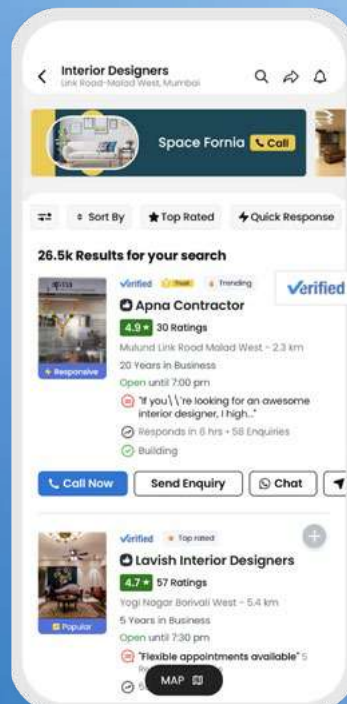 Interior Designers
Link Road-Malad West, Mumbai
Space Fornia Call
Sort By Top Rated Quick Response
26.5k Results for your search
Verified Trust Trending
Verified
Apna Contractor
4.9★ 30 Ratings
Mulund Link Road Malad West - 2.3 km
20 Years in Business
Responsive
Open until 7:00 pm
"If you\\'re looking for an awesome
interior designer, I high..."
Responds in 6 hrs • 58 Enquiries
Building
Call Now Send Enquiry Chat
Verified Top rated
Lavish Interior Designers
4.7★ 57 Ratings
Yogi Nagar Borivali West - 5.4 km
5 Years in Business
Popular
Open until 7:30 pm
"Flexible appointments available" 5
MAP